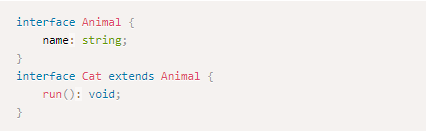 interface Animal {
    name: string;
}
interface Cat extends Animal {
    run(): void;
}